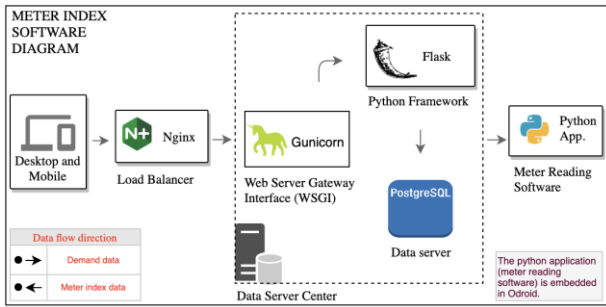 METER INDEX
SOFTWARE
DIAGRAM
Desktop and
Mobile
N+
Nginx
Load Balancer
Gunicorn
Web Server Gateway
Interface (WSGI)
Flask
Python Framework
PostgreSQL
Data server
Data Server Center
Python
App.
Meter Reading
Software
Data flow direction
Demand data
Meter index data
The python application
(meter reading
software) is embedded
in Odroid.